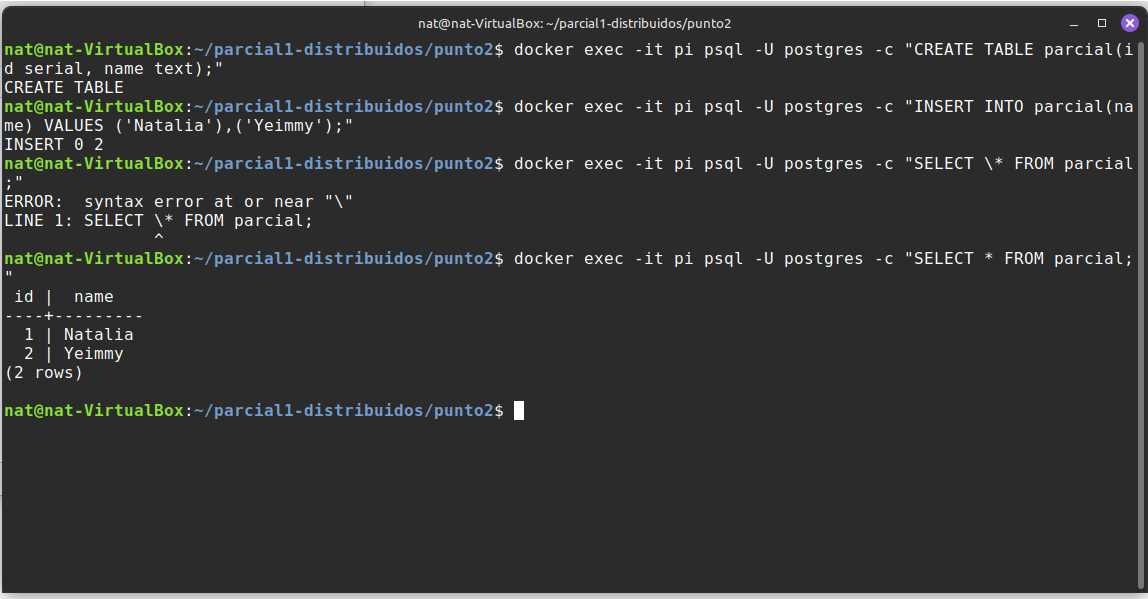 nat@nat-VirtualBox: ~/parcial1-distribuidos/punto2
nat@nat-VirtualBox:~/parcial1-distribuidos/punto2$ docker exec -it pi psql -U postgres -c "CREATE TABLE parcial(i
d serial, name text);"
CREATE TABLE
nat@nat-VirtualBox:~/parcial1-distribuidos/punto2$ docker exec -it pi psql -U postgres -c "INSERT INTO parcial(na
me) VALUES ('Natalia'),('Yeimmy');"
INSERT 0 2
nat@nat-VirtualBox:~/parcial1-distribuidos/punto2$ docker exec -it pi psql -U postgres -c "SELECT \* FROM parcial
;"
ERROR:  syntax error at or near "\"
LINE 1: SELECT \* FROM parcial;
               ^
nat@nat-VirtualBox:~/parcial1-distribuidos/punto2$ docker exec -it pi psql -U postgres -c "SELECT * FROM parcial;
"
 id |  name
----+---------
  1 | Natalia
  2 | Yeimmy
(2 rows)
nat@nat-VirtualBox:~/parcial1-distribuidos/punto2$